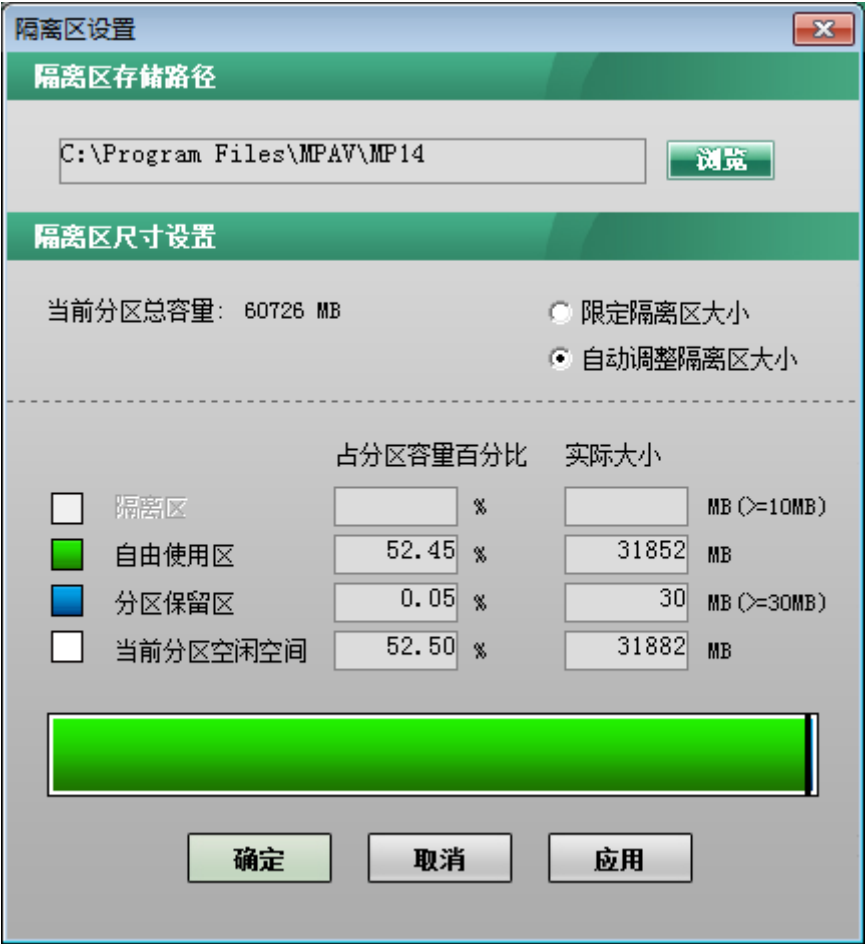 隔离区设置
隔离区存储路径
C:\Program Files\MPAV\MP14 浏览
隔离区尺寸设置
当前分区总容量: 60726 MB 限定隔离区大小
自动调整隔离区大小
占分区容量百分比 实际大小
隔离区 % MB(>=10MB)
自由使用区 52.45 % 31852 MB
分区保留区 0.05 % 30 MB(>=30MB)
当前分区空闲空间 52.50 % 31882 MB
确定 取消 应用